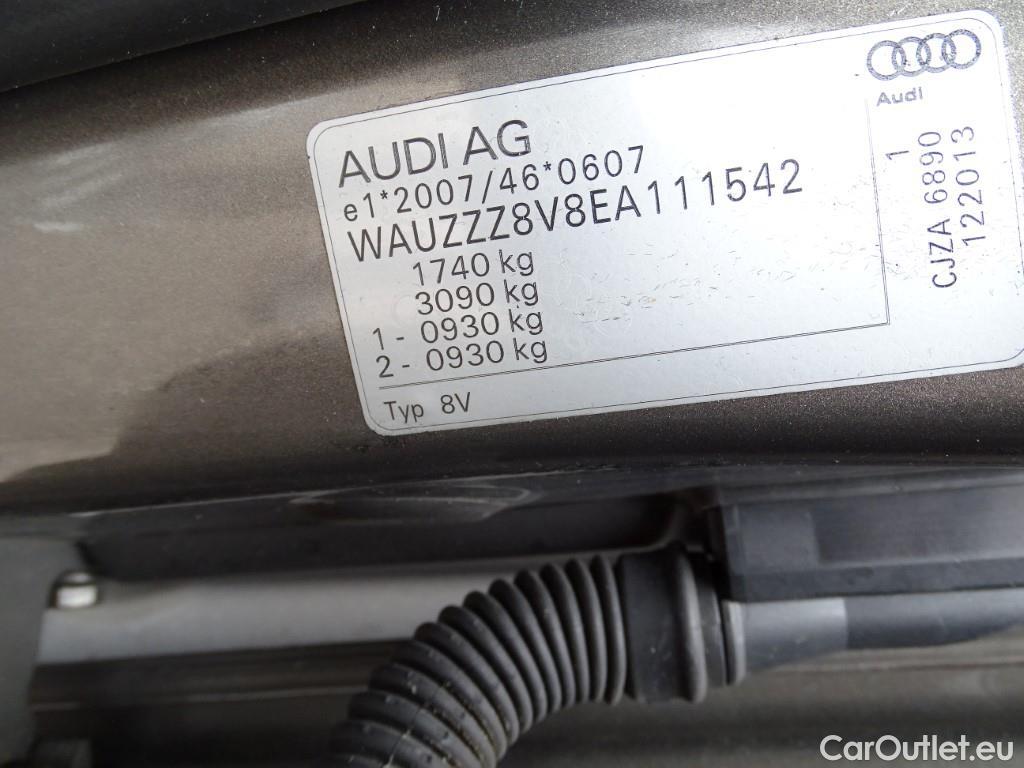 AUDI AG
e1*2007/46*0607
WAUZZZ8V8EA111542
1740 kg
3090 kg
1 - 0930 kg
2 - 0930 kg
Typ 8V
Audi
1
CJZA 6890
122013
CarOutlet.eu